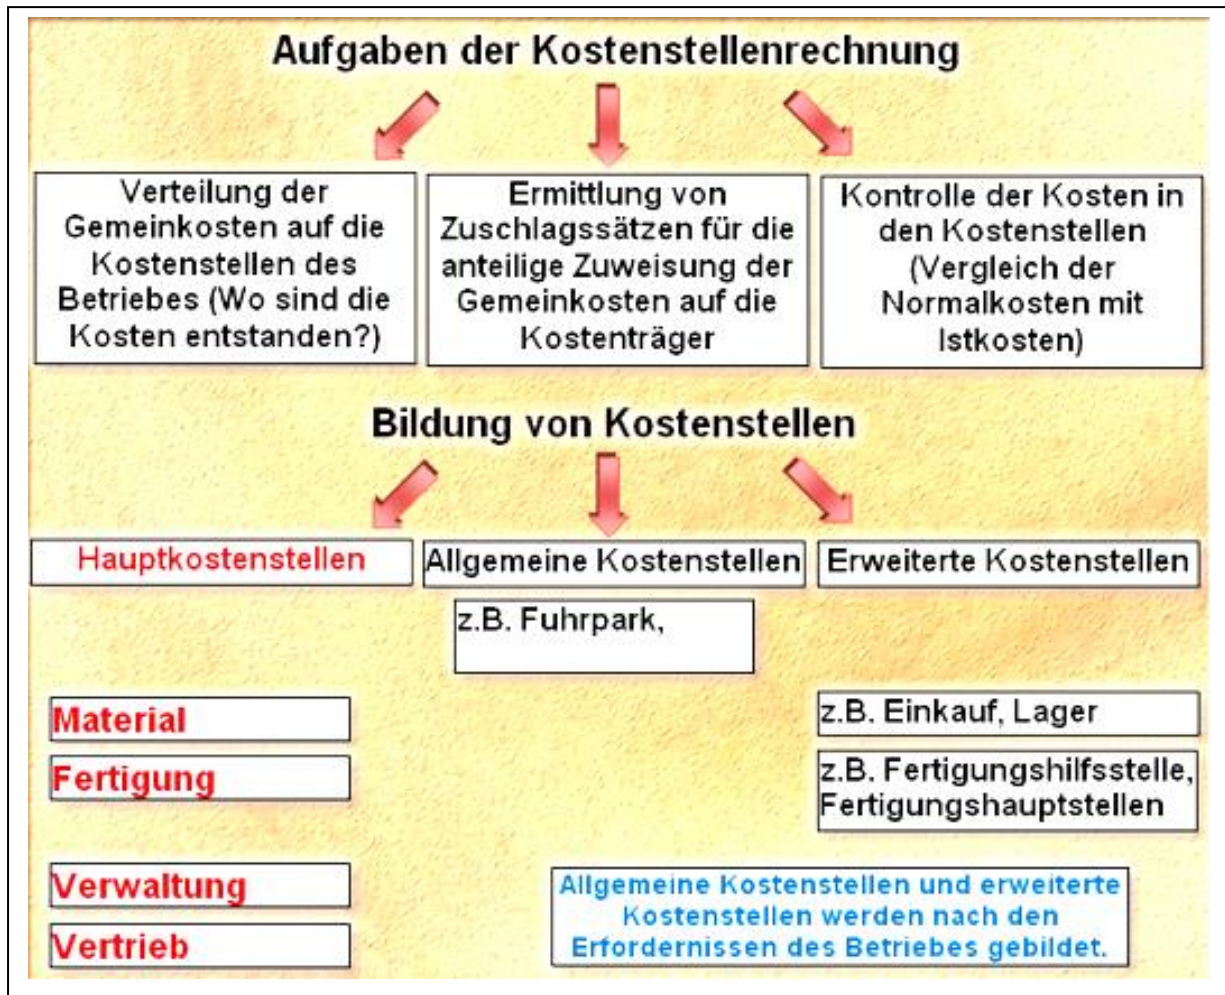 Aufgaben der Kostenstellenrechnung
Verteilung der
Gemeinkosten auf die
Kostenstellen des
Betriebes (Wo sind die
Kosten entstanden?)
Ermittlung von
Zuschlagssätzen für die
anteilige Zuweisung der
Gemeinkosten auf die
Kostenträger
Kontrolle der Kosten in
den Kostenstellen
(Vergleich der
Normalkosten mit
Istkosten)
Bildung von Kostenstellen
Hauptkostenstellen
Allgemeine Kostenstellen
Erweiterte Kostenstellen
z.B. Fuhrpark,
Material
z.B. Einkauf, Lager
Fertigung
z.B. Fertigungshilfsstelle,
Fertigungshauptstellen
Verwaltung
Vertrieb
Allgemeine Kostenstellen und erweiterte
Kostenstellen werden nach den
Erfordernissen des Betriebes gebildet.